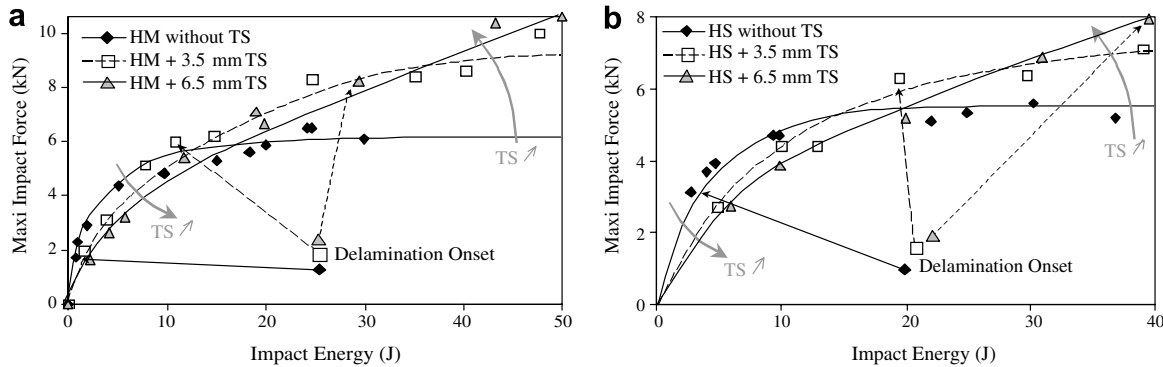 a
Maxi Impact Force (kN)
10
8
6
4
2
0
HM without TS
HM + 3.5 mm TS
HM + 6.5 mm TS
TS ↗
TS ↗
Delamination Onset
0 10 20 30 40 50
Impact Energy (J)
b
Maxi Impact Force (kN)
8
6
4
2
0
HS without TS
HS + 3.5 mm TS
HS + 6.5 mm TS
TS ↗
TS ↗
Delamination Onset
0 10 20 30 40
Impact Energy (J)